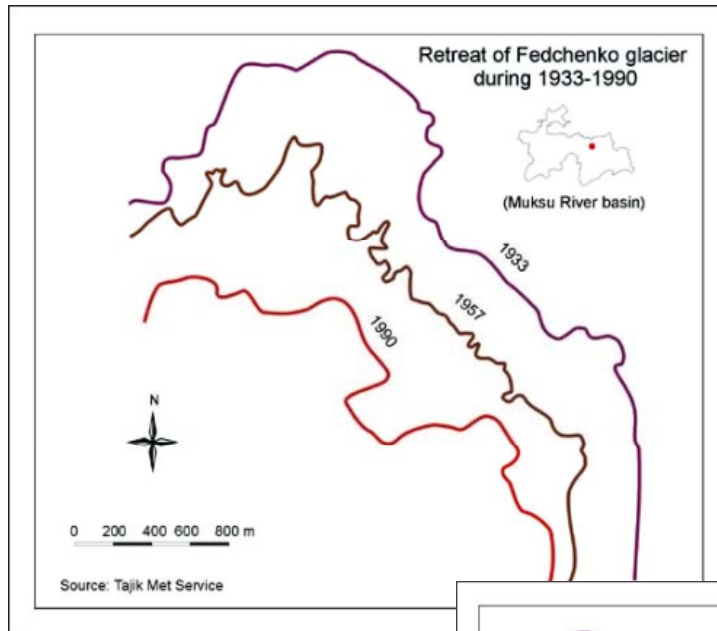 Retreat of Fedchenko glacier
during 1933-1990
(Muksu River basin)
1933
1957
1990
N
0 200 400 600 800 m
Source: Tajik Met Service